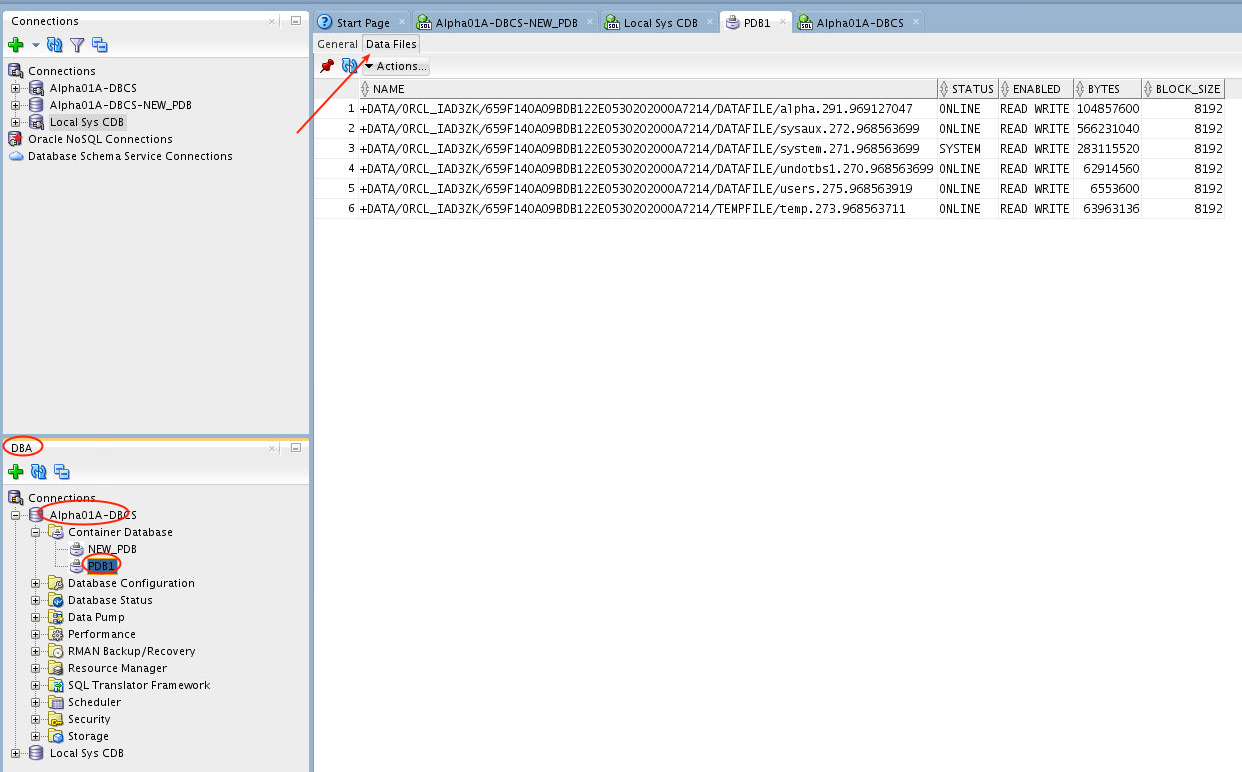 Connections
Connections
Alpha01A-DBCS
Alpha01A-DBCS-NEW_PDB
Local Sys CDB
Oracle NoSQL Connections
Database Schema Service Connections
DBA
Connections
Alpha01A-DBCS
Container Database
NEW_PDB
PDB1
Database Configuration
Database Status
Data Pump
Performance
RMAN Backup/Recovery
Resource Manager
SQL Translator Framework
Scheduler
Security
Storage
Local Sys CDB
Start Page Alpha01A-DBCS-NEW_PDB Local Sys CDB PDB1 Alpha01A-DBCS
General Data Files
Actions...
NAME STATUS ENABLED BYTES BLOCK_SIZE
1 +DATA/ORCL_IAD3ZK/659F140A09BDB122E0530202000A7214/DATAFILE/alpha.291.969127047 ONLINE READ WRITE 104857600 8192
2 +DATA/ORCL_IAD3ZK/659F140A09BDB122E0530202000A7214/DATAFILE/sysaux.272.968563699 ONLINE READ WRITE 566231040 8192
3 +DATA/ORCL_IAD3ZK/659F140A09BDB122E0530202000A7214/DATAFILE/system.271.968563699 SYSTEM READ WRITE 283115520 8192
4 +DATA/ORCL_IAD3ZK/659F140A09BDB122E0530202000A7214/DATAFILE/undotbs1.270.968563699 ONLINE READ WRITE 62914560 8192
5 +DATA/ORCL_IAD3ZK/659F140A09BDB122E0530202000A7214/DATAFILE/users.275.968563919 ONLINE READ WRITE 6553600 8192
6 +DATA/ORCL_IAD3ZK/659F140A09BDB122E0530202000A7214/TEMPFILE/temp.273.968563711 ONLINE READ WRITE 63963136 8192